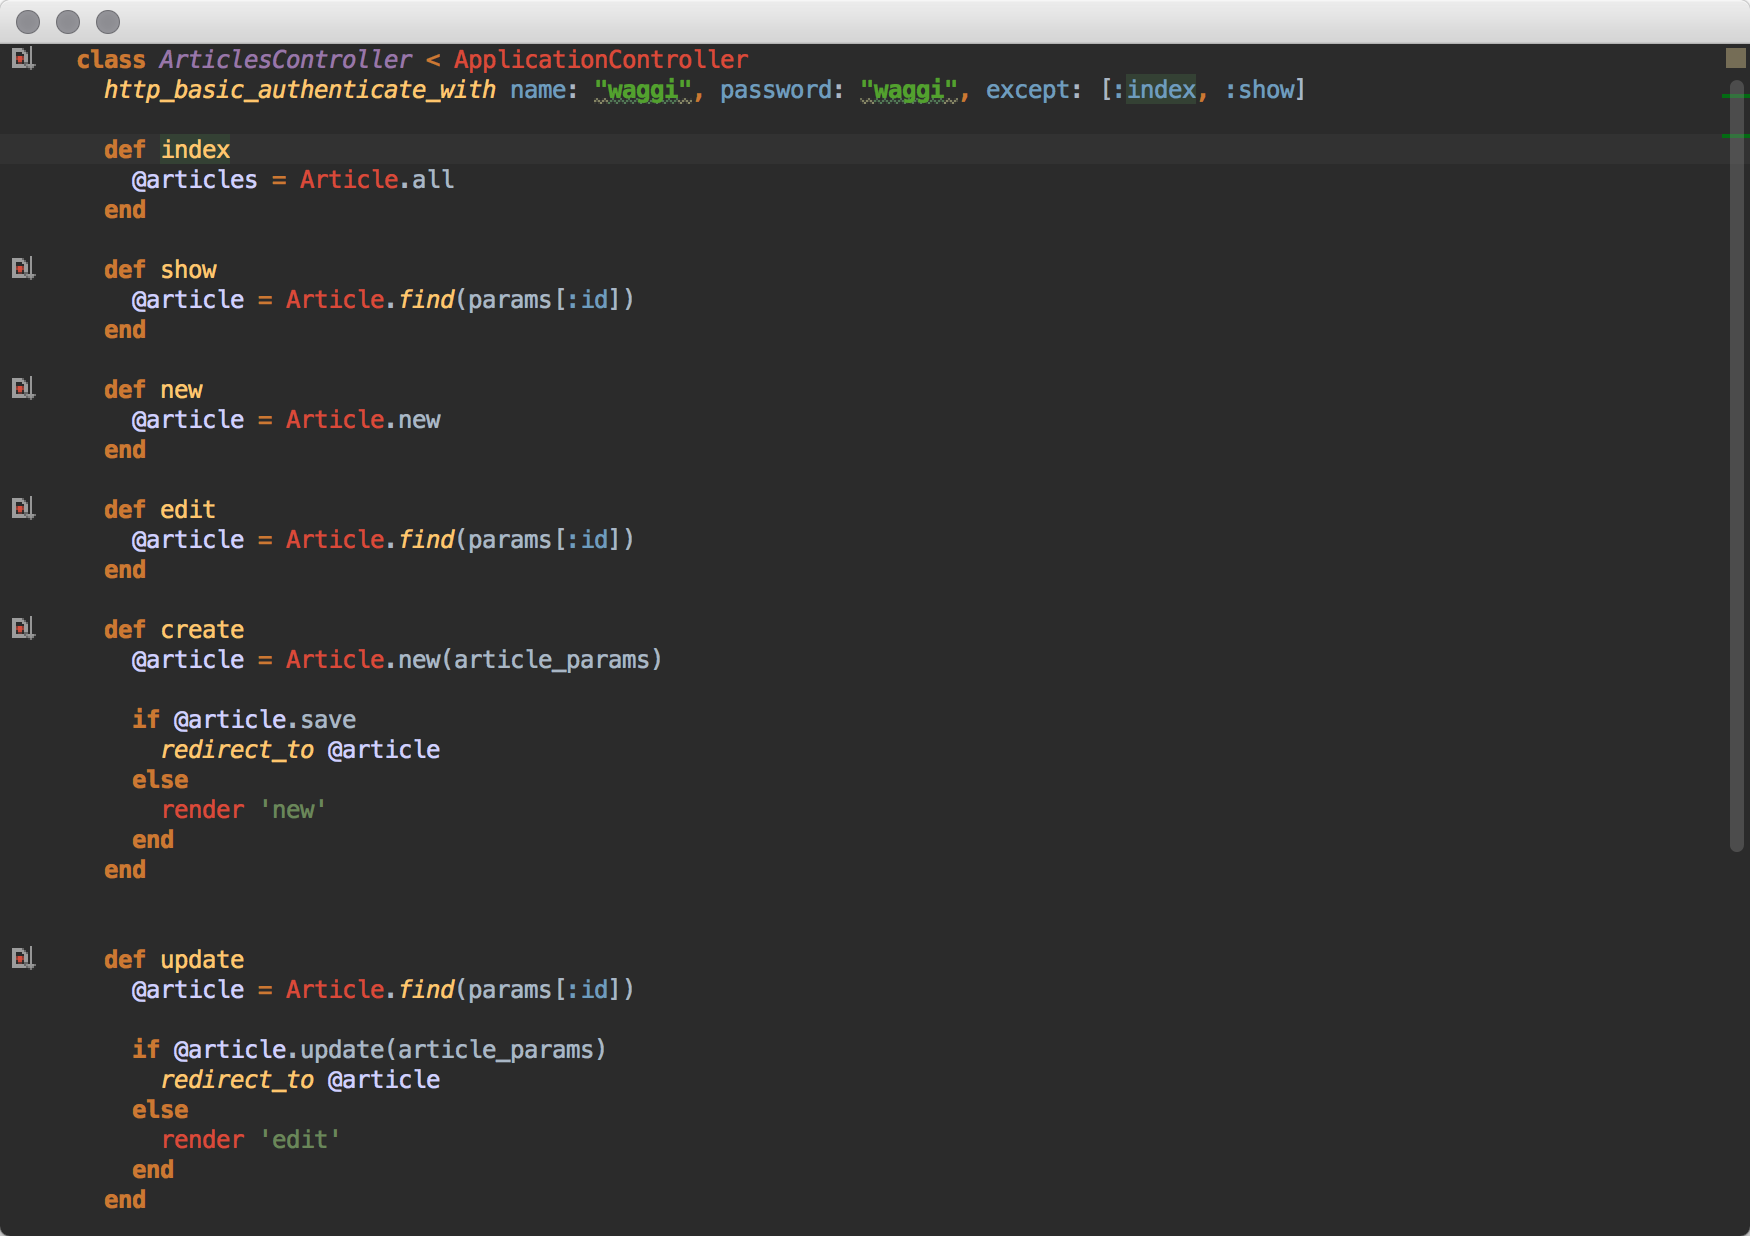 class ArticlesController < ApplicationController
  http_basic_authenticate_with name: "waggi", password: "waggi", except: [:index, :show]

  def index
    @articles = Article.all
  end

  def show
    @article = Article.find(params[:id])
  end

  def new
    @article = Article.new
  end

  def edit
    @article = Article.find(params[:id])
  end

  def create
    @article = Article.new(article_params)

    if @article.save
      redirect_to @article
    else
      render 'new'
    end
  end


  def update
    @article = Article.find(params[:id])

    if @article.update(article_params)
      redirect_to @article
    else
      render 'edit'
    end
  end